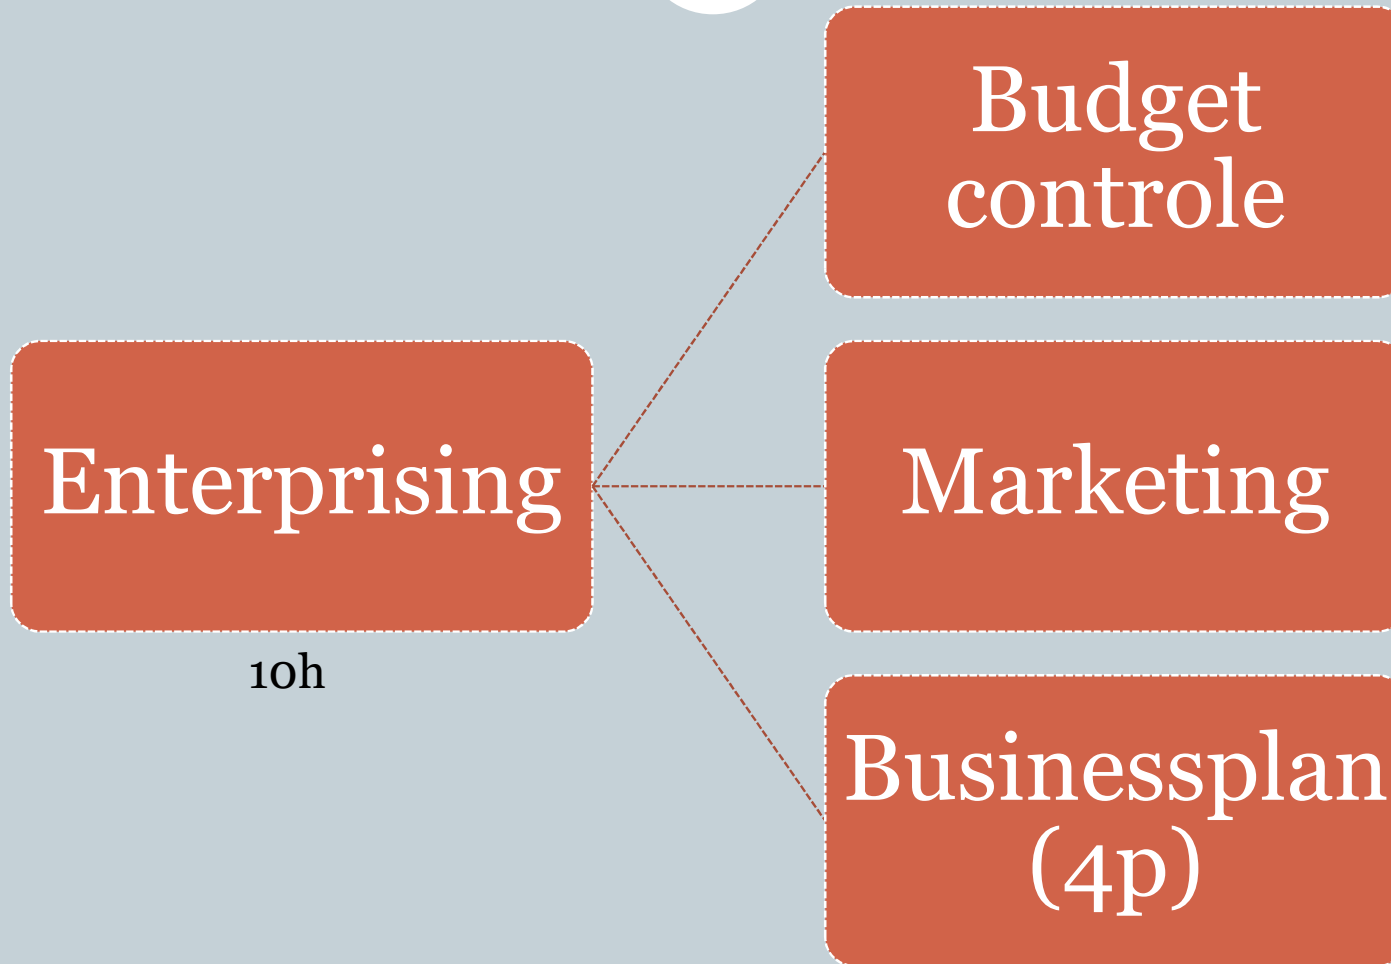 Enterprising
10h
Budget
controle
Marketing
Businessplan
(4p)